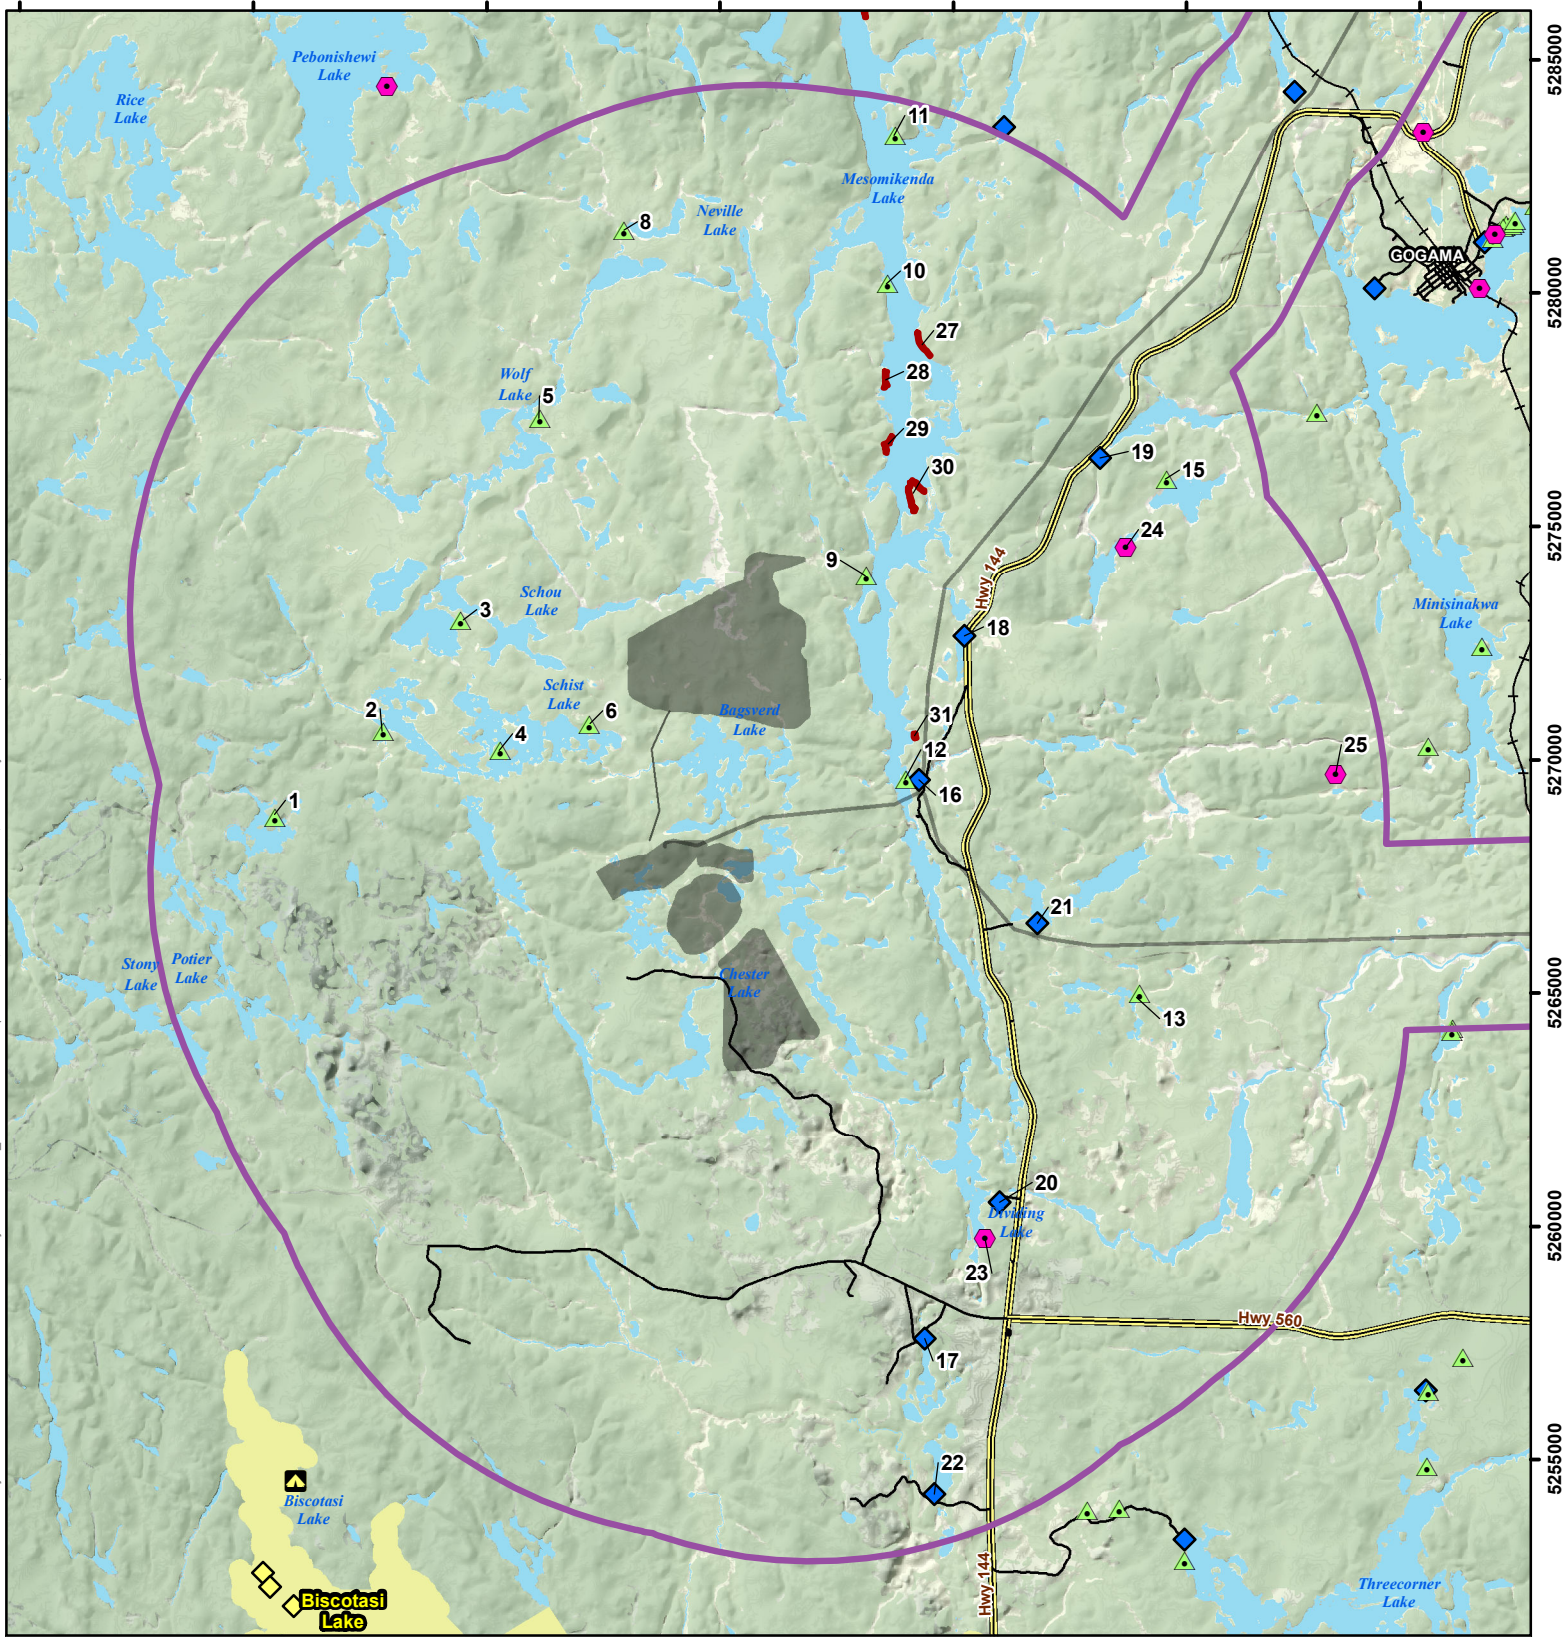 Pebonishewi
Lake
Rice
Lake
11
Mesomikenda
Lake
Neville
Lake
8
10
GOGAMA
27
28
Wolf
Lake
5
29
30
19
15
24
9
Hwy 144
Schou
Lake
3
18
Minisinakwa
Lake
Schist
Lake
2
6
4
Bagsverd
Lake
31
12
25
16
1
21
Stony
Lake
Potier
Lake
Chester
Lake
13
20
Dividing
Lake
23
Hwy 560
17
22
Biscotasi
Lake
Hwy 144
Biscotasi
Lake
Threecorner
Lake
5285000
5280000
5275000
5270000
5265000
5260000
5255000